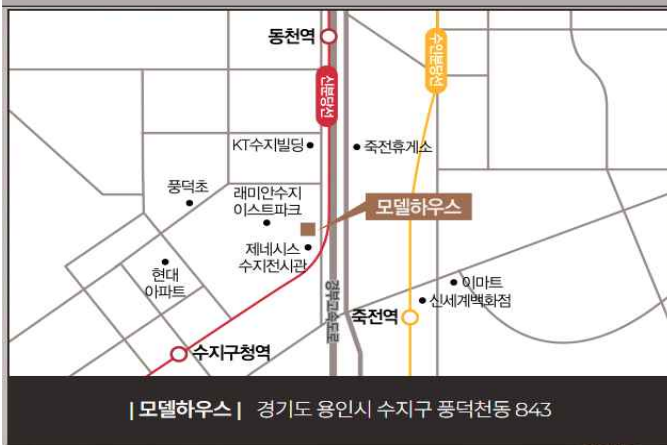 동천역
신분당선
수인분당선
KT수지빌딩
죽전휴게소
풍덕초
래미안수지
이스트파크
모델하우스
제네시스
수지전시관
현대
아파트
경부고속도로
이마트
신세계백화점
죽전역
수지구청역
| 모델하우스 | 경기도 용인시 수지구 풍덕천동 843